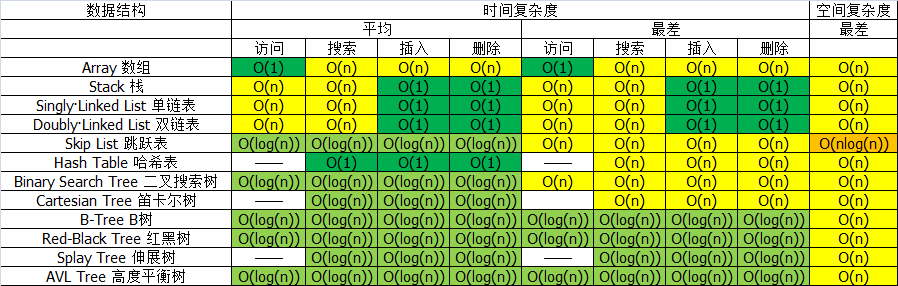 数据结构 时间复杂度 空间复杂度
平均 最差 最差
访问 搜索 插入 删除 访问 搜索 插入 删除
Array 数组 O(1) O(n) O(n) O(n) O(1) O(n) O(n) O(n) O(n)
Stack 栈 O(n) O(n) O(1) O(1) O(n) O(n) O(1) O(1) O(n)
Singly-Linked List 单链表 O(n) O(n) O(1) O(1) O(n) O(n) O(1) O(1) O(n)
Doubly-Linked List 双链表 O(n) O(n) O(1) O(1) O(n) O(n) O(1) O(1) O(n)
Skip List 跳跃表 O(log(n)) O(log(n)) O(log(n)) O(log(n)) O(n) O(n) O(n) O(n) O(nlog(n))
Hash Table 哈希表 —— O(1) O(1) O(1) —— O(n) O(n) O(n) O(n)
Binary Search Tree 二叉搜索树 O(log(n)) O(log(n)) O(log(n)) O(log(n)) O(n) O(n) O(n) O(n) O(n)
Cartesian Tree 笛卡尔树 —— O(log(n)) O(log(n)) O(log(n)) O(n) O(n) O(n) O(n)
B-Tree B树 O(log(n)) O(log(n)) O(log(n)) O(log(n)) O(log(n)) O(log(n)) O(log(n)) O(log(n)) O(n)
Red-Black Tree 红黑树 O(log(n)) O(log(n)) O(log(n)) O(log(n)) O(log(n)) O(log(n)) O(log(n)) O(log(n)) O(n)
Splay Tree 伸展树 —— O(log(n)) O(log(n)) O(log(n)) —— O(log(n)) O(log(n)) O(log(n)) O(n)
AVL Tree 高度平衡树 O(log(n)) O(log(n)) O(log(n)) O(log(n)) O(log(n)) O(log(n)) O(log(n)) O(log(n)) O(n)